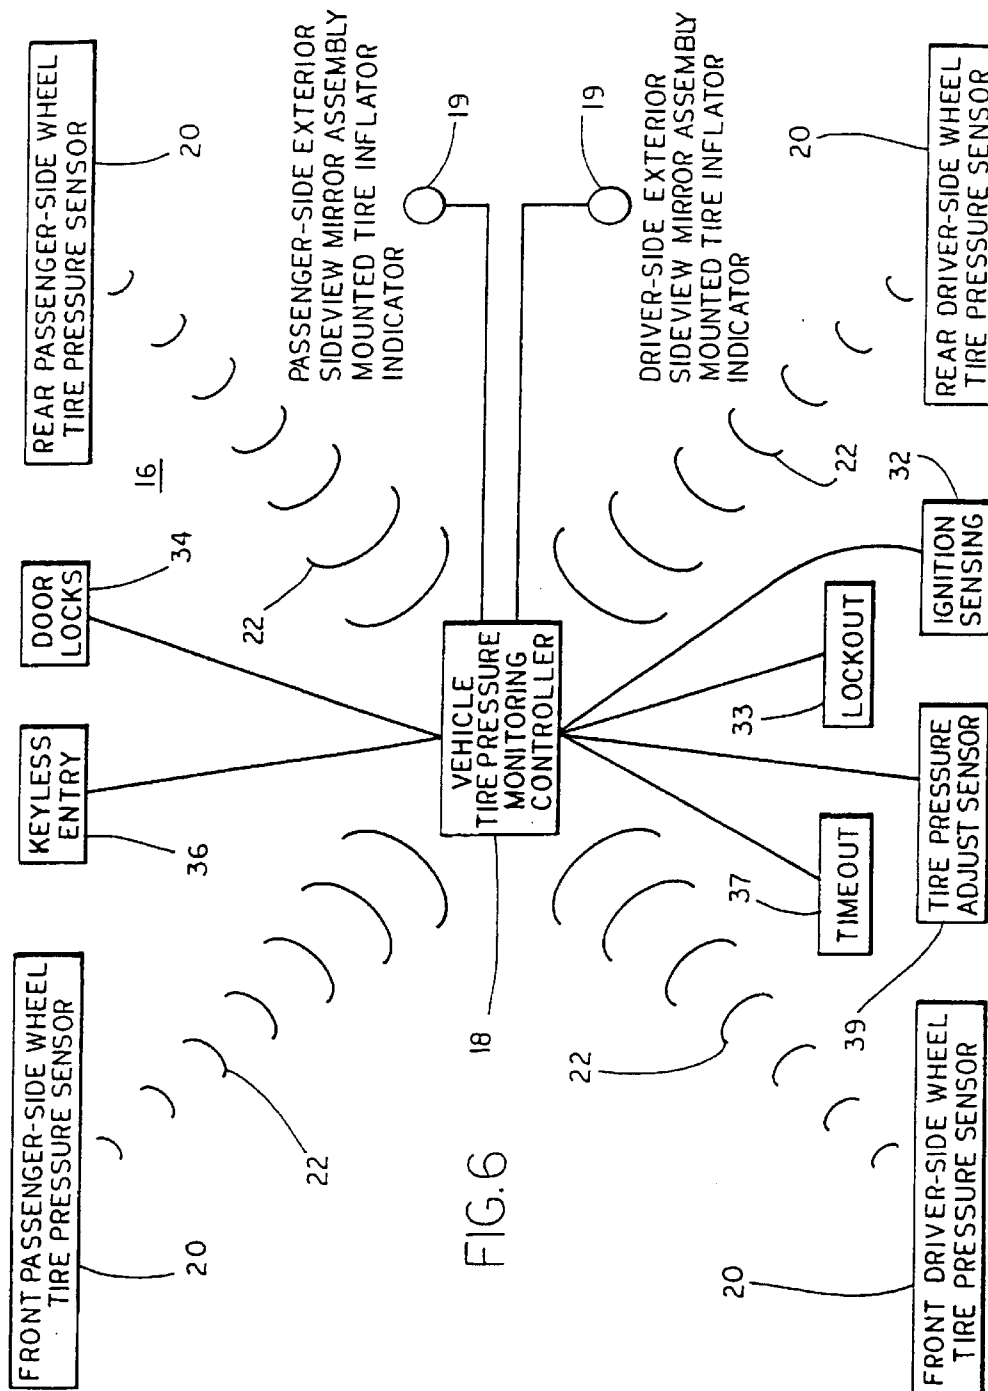 FRONT PASSENGER-SIDE WHEEL
TIRE PRESSURE SENSOR
20
22
KEYLESS
ENTRY
36
DOOR
LOCKS
34
22
16
REAR PASSENGER-SIDE WHEEL
TIRE PRESSURE SENSOR
20
PASSENGER-SIDE EXTERIOR
SIDEVIEW MIRROR ASSEMBLY
MOUNTED TIRE INFLATOR
INDICATOR
19
FIG.6
18
VEHICLE
TIRE PRESSURE
MONITORING
CONTROLLER
19
DRIVER-SIDE EXTERIOR
SIDEVIEW MIRROR ASSEMBLY
MOUNTED TIRE INFLATOR
INDICATOR
22
20
FRONT DRIVER-SIDE WHEEL
TIRE PRESSURE SENSOR
39
37
TIMEOUT
TIRE PRESSURE
ADJUST SENSOR
33
LOCKOUT
32
IGNITION
SENSING
22
20
REAR DRIVER-SIDE WHEEL
TIRE PRESSURE SENSOR